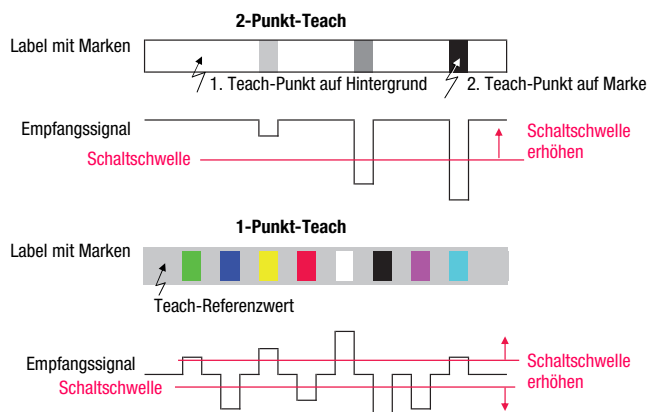 2-Punkt-Teach
Label mit Marken
1. Teach-Punkt auf Hintergrund
2. Teach-Punkt auf Marke
Empfangssignal
Schaltschwelle
Schaltschwelle
erhöhen
1-Punkt-Teach
Label mit Marken
Teach-Referenzwert
Empfangssignal
Schaltschwelle
Schaltschwelle
erhöhen